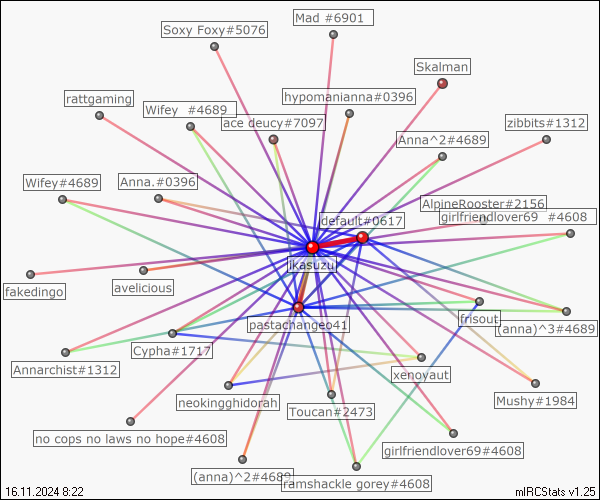 Mad #6901
Soxy Foxy#5076
Skalman
rattgaming
hypomanianna#0396
Wifey #4689
ace deucy#7097
zibbits#1312
Anna^2#4689
Wifey#4689
Anna.#0396
AlpineRooster#2156
default#0617
girlfriendlover69 #4608
jkasuzu
fakedingo
avelicious
pastachangeo41
frisout
(anna)^3#4689
Cypha#1717
Annarchist#1312
xenoyaut
neokingghidorah
Mushy#1984
Toucan#2473
no cops no laws no hope#4608
girlfriendlover69#4608
(anna)^2#4689
ramshackle gorey#4608
16.11.2024 8:22
mIRCStats v1.25